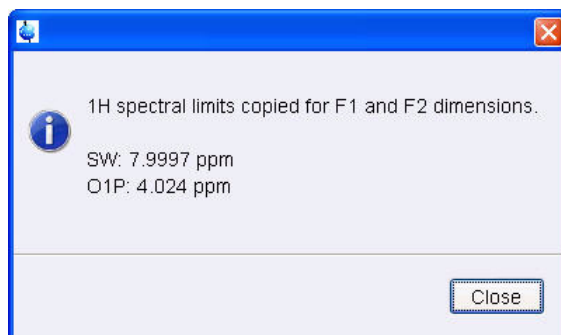 1H spectral limits copied for F1 and F2 dimensions.
SW: 7.9997 ppm
O1P: 4.024 ppm
Close